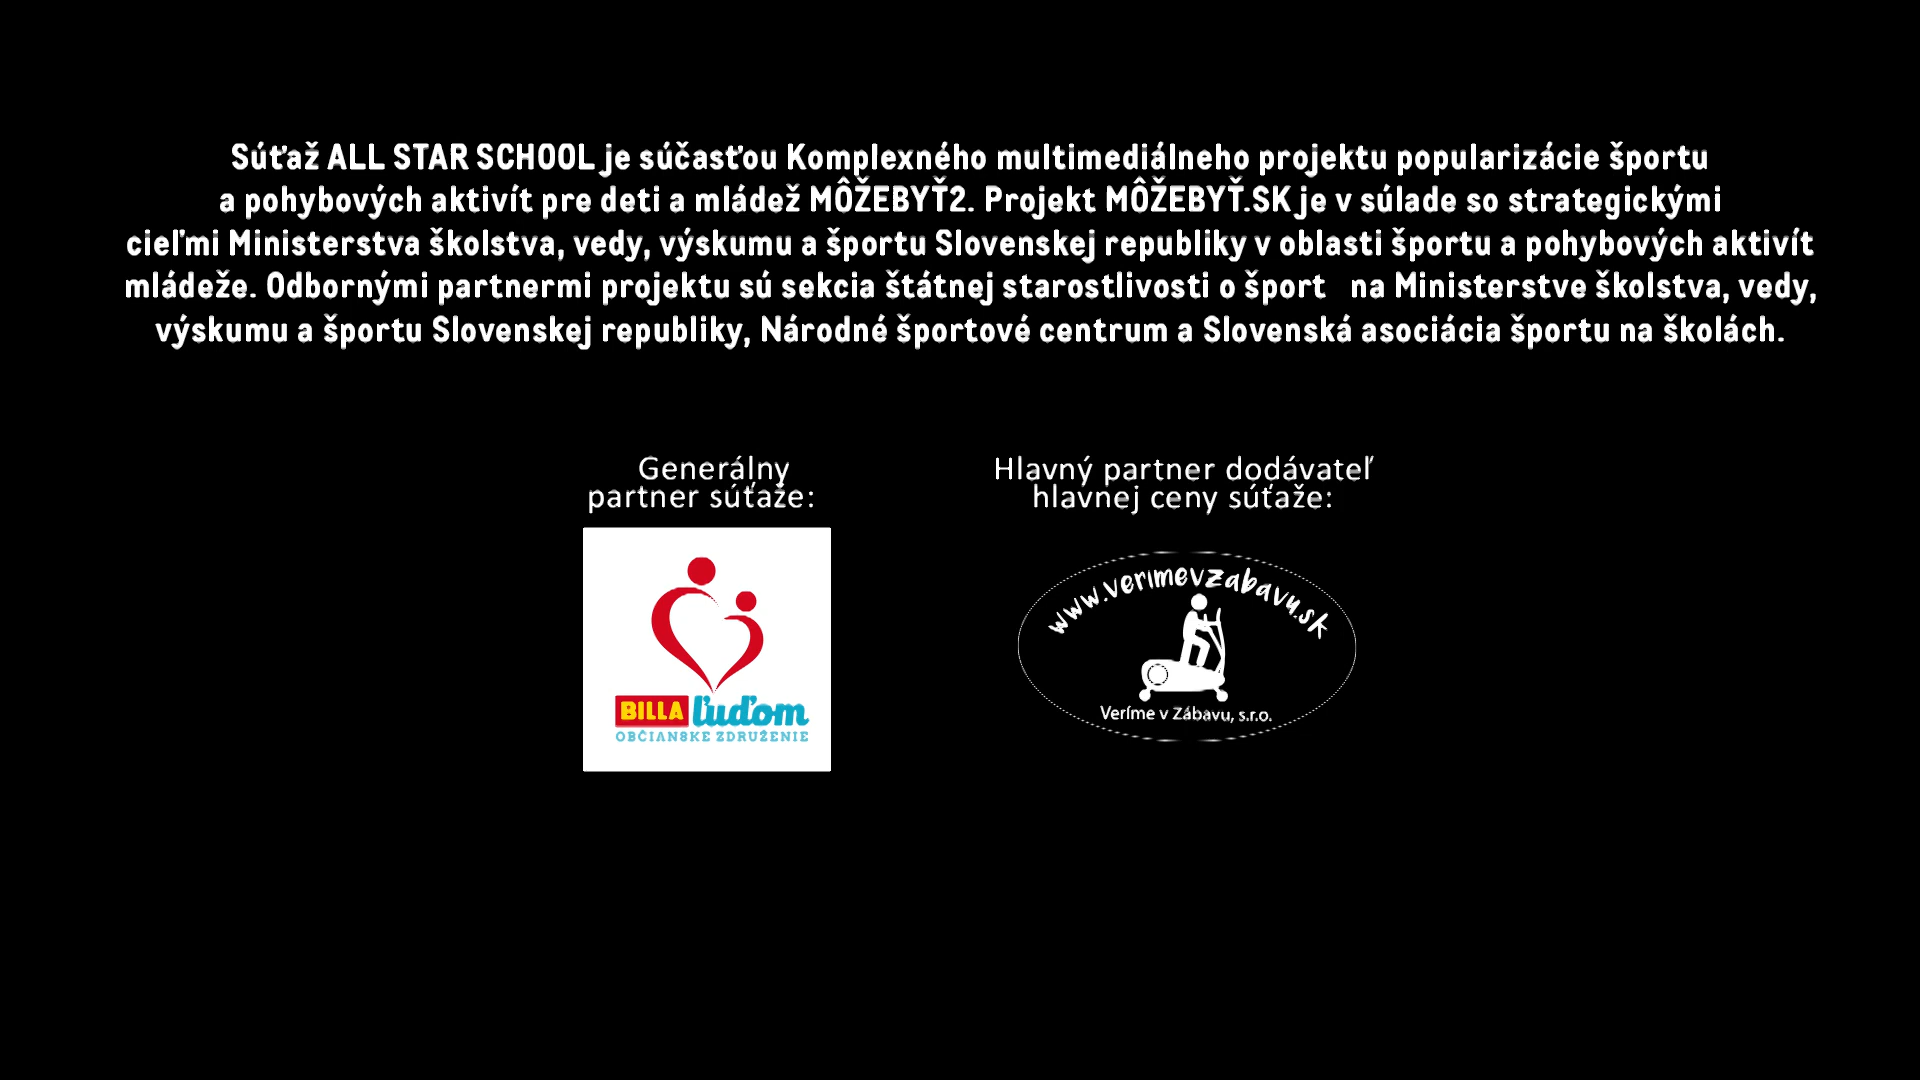 Súťaž ALL STAR SCHOOL je súčasťou Komplexného multimediálneho projektu popularizácie športu
a pohybových aktivít pre deti a mládež MÔŽEBYŤ2. Projekt MÔŽEBYŤ.SK je v súlade so strategickými
cieľmi Ministerstva školstva, vedy, výskumu a športu Slovenskej republiky v oblasti športu a pohybových aktivít
mládeže. Odbornými partnermi projektu sú sekcia štátnej starostlivosti o šport na Ministerstve školstva, vedy,
výskumu a športu Slovenskej republiky, Národné športové centrum a Slovenská asociácia športu na školách.
Generálny
partner súťaže:
BILLA ľuďom
OBČIANSKE ZDRUŽENIE
Hlavný partner dodávateľ
hlavnej ceny súťaže:
www.verimevzabavu.sk
Veríme v Zábavu, s.r.o.